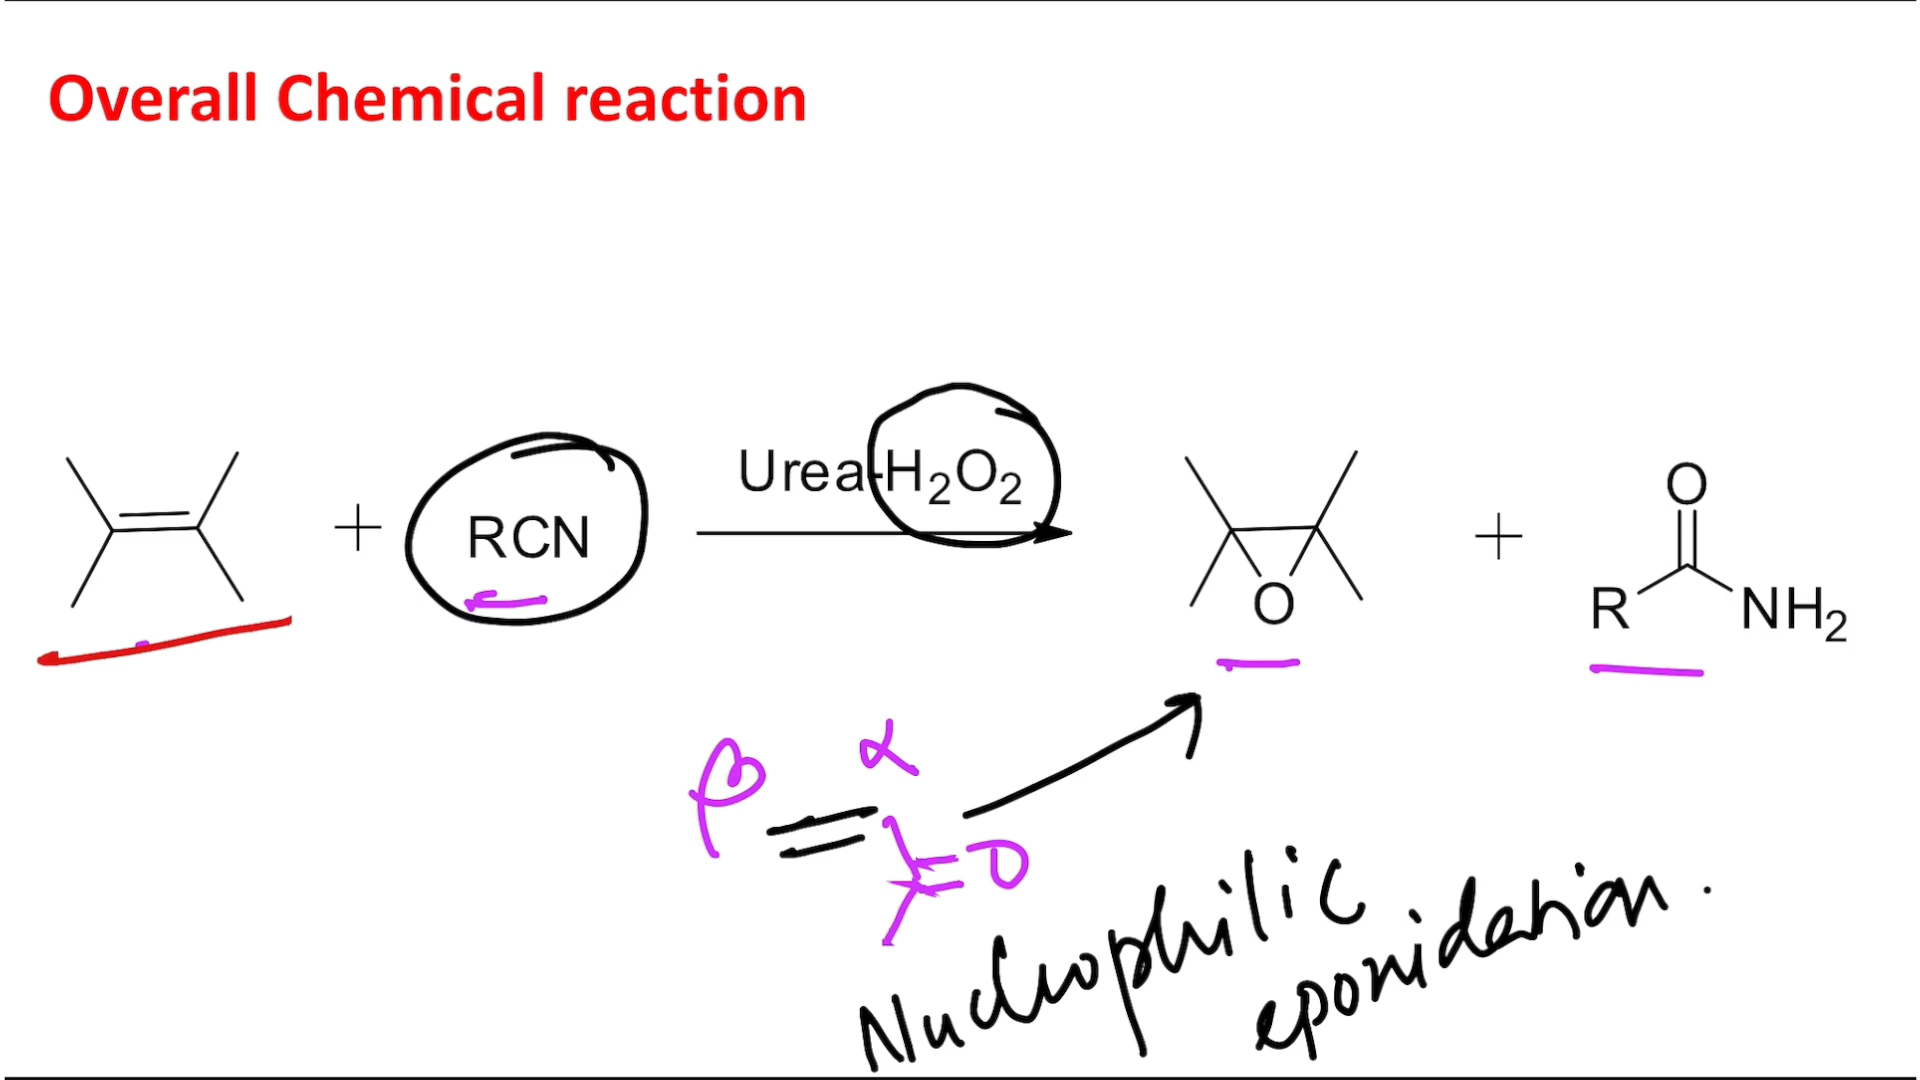 Overall Chemical reaction
Urea-H₂O₂
+ RCN + O
O
R NH₂
β α
O
Nucleophilic
epoxidation.